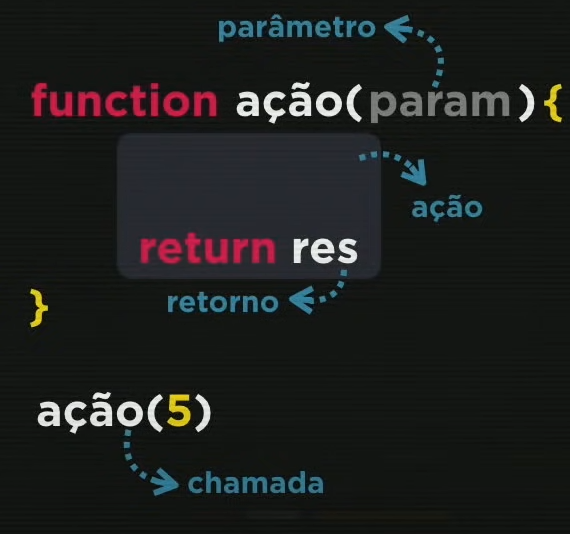 parâmetro
function ação(param){
ação
return res
retorno
}
ação(5)
chamada